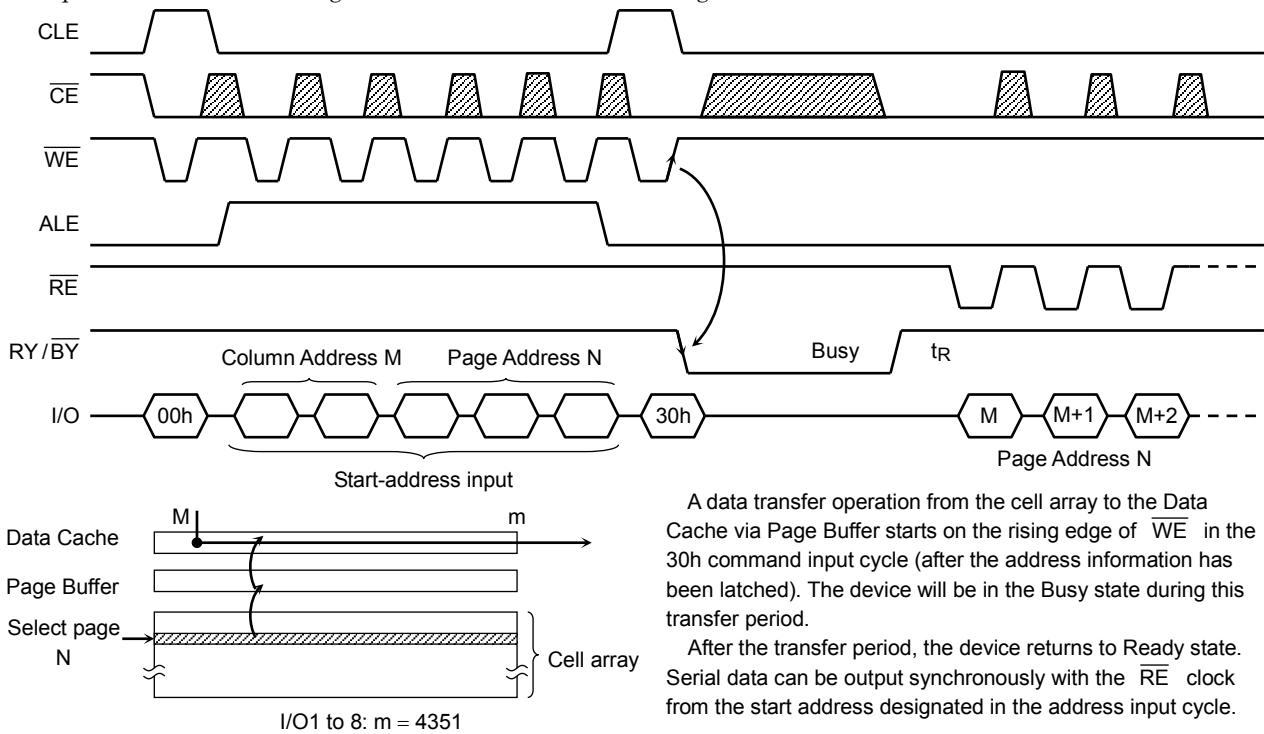 CLE
CE
WE
ALE
RE
RY/BY
Busy tR
Column Address M Page Address N
I/O 00h 30h M M+1 M+2
Start-address input
Page Address N
M m
Data Cache
Page Buffer
Select page
N
Cell array
I/O1 to 8: m = 4351
A data transfer operation from the cell array to the Data
Cache via Page Buffer starts on the rising edge of WE in the
30h command input cycle (after the address information has
been latched). The device will be in the Busy state during this
transfer period.
After the transfer period, the device returns to Ready state.
Serial data can be output synchronously with the RE clock
from the start address designated in the address input cycle.